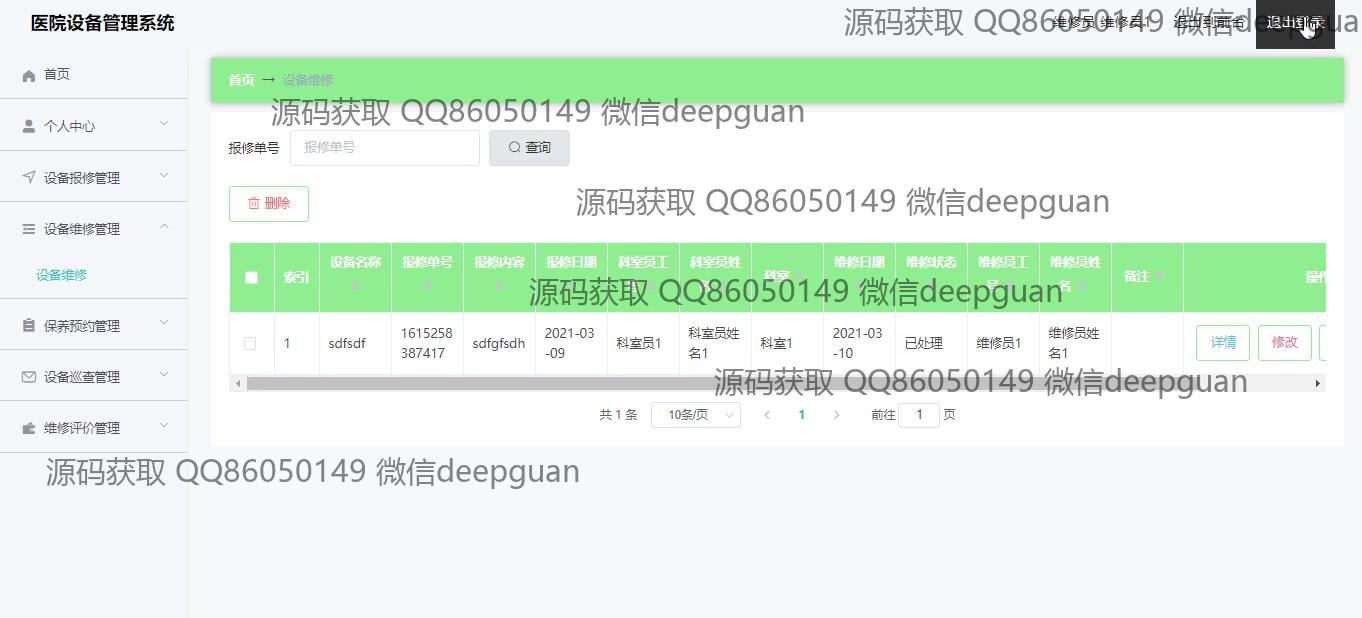 医院设备管理系统
维修员 维修员1
退出到前台
退出登录
源码获取 QQ86050149 微信deepgua
首页
个人中心
设备报修管理
设备维修管理
设备维修
保养预约管理
设备巡查管理
维修评价管理
首页 → 设备维修
源码获取 QQ86050149 微信deepguan
报修单号 报修单号 查询
删除
源码获取 QQ86050149 微信deepguan
索引 设备名称 报修单号 报修内容 报修日期 科室员工号 科室员姓名 科室 维修日期 维修状态 维修员工号 维修员姓名 备注 操作
源码获取 QQ86050149 微信deepguan
1 sdfsdf 1615258387417 sdfgfsdh 2021-03-09 科室员1 科室员姓名1 科室1 2021-03-10 已处理 维修员1 维修员姓名1 详情 修改
源码获取 QQ86050149 微信deepguan
共 1 条 10条/页 1 前往 1 页
源码获取 QQ86050149 微信deepguan